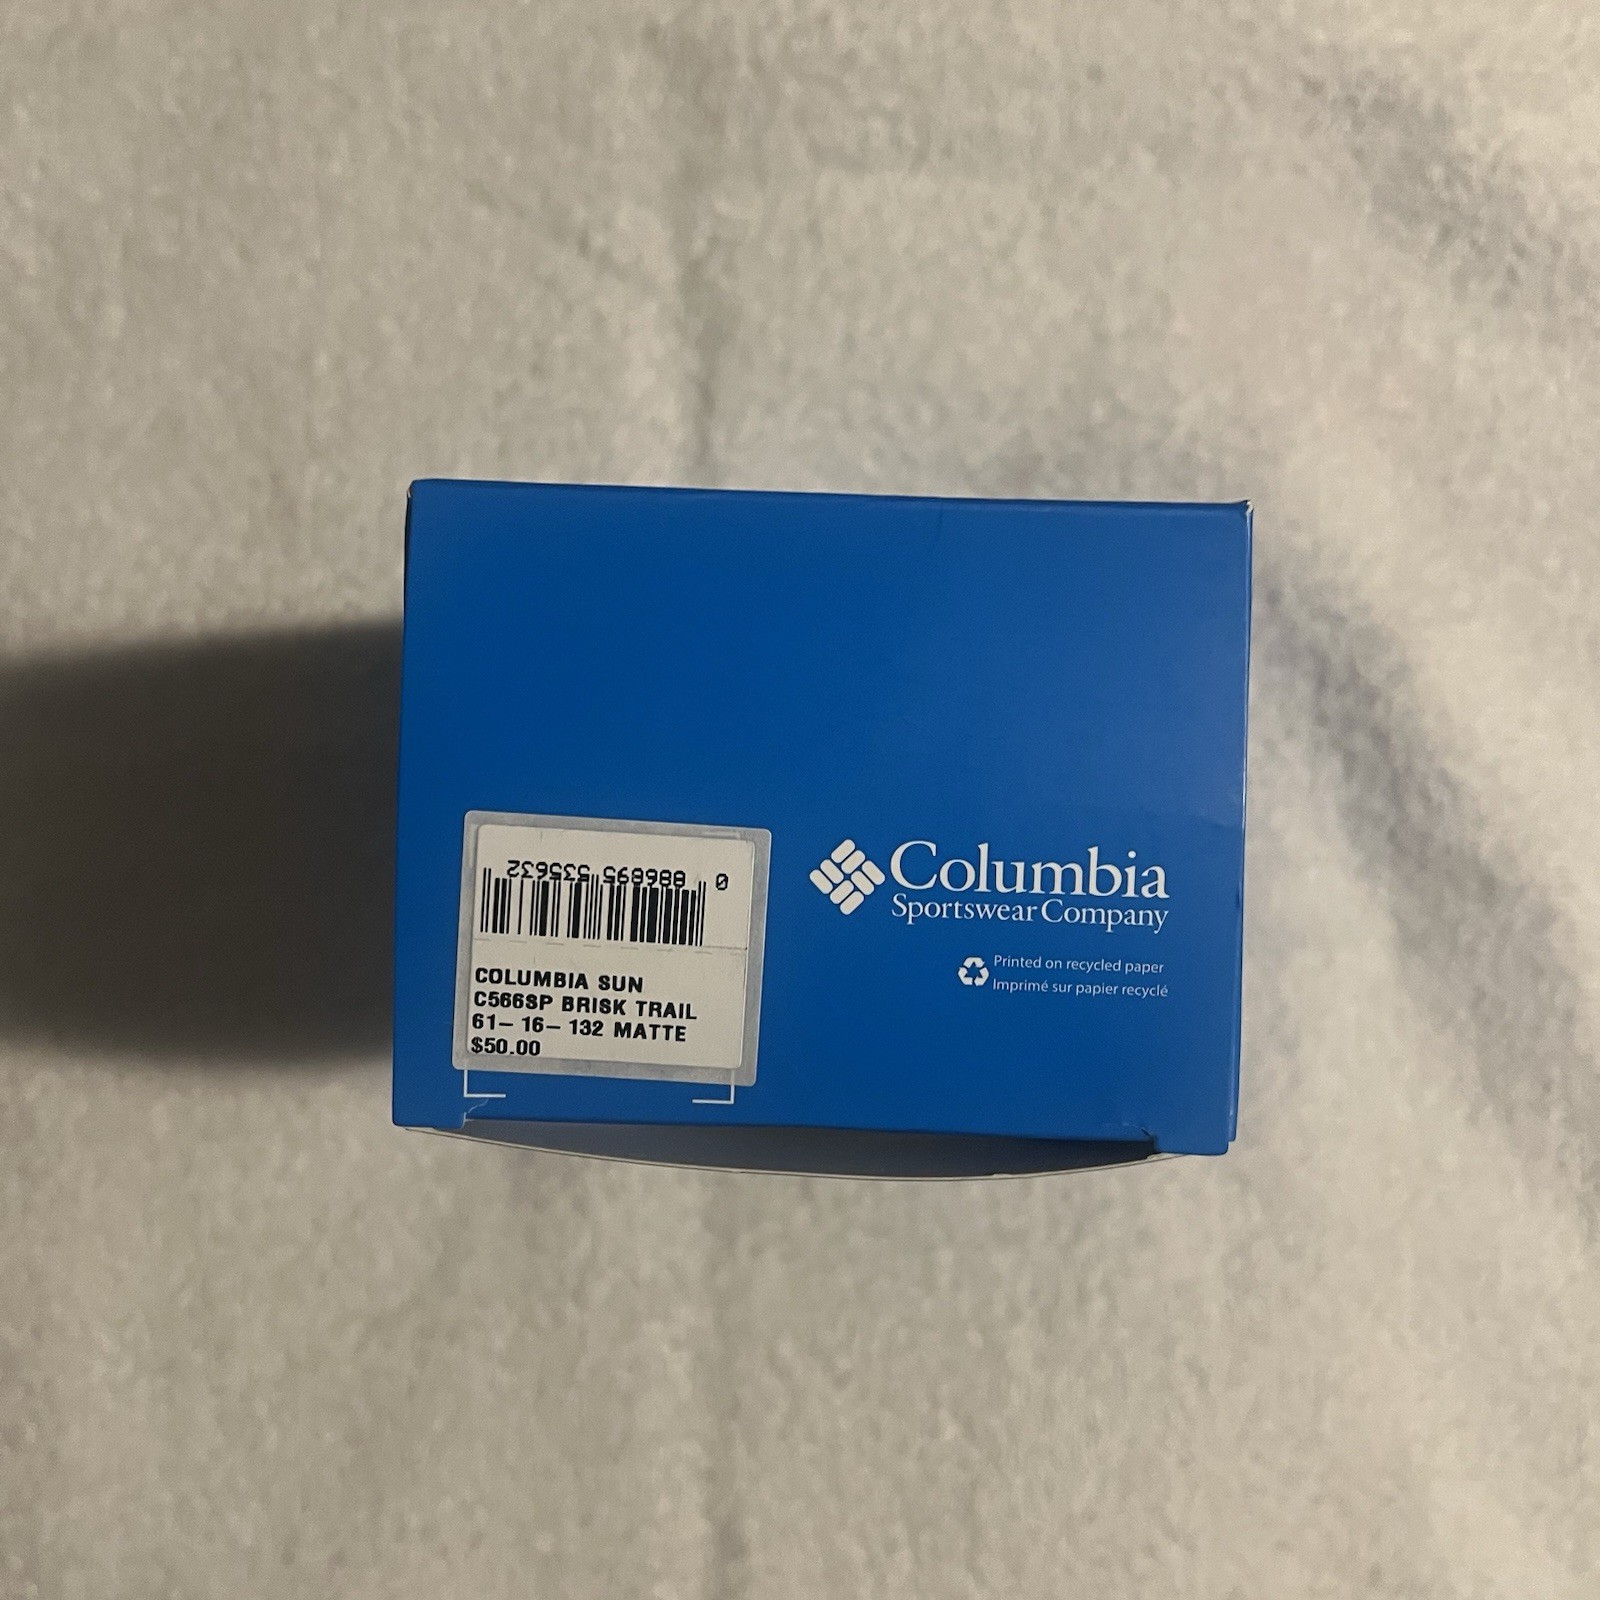 0 886895 535632
COLUMBIA SUN
C566SP BRISK TRAIL
61- 16- 132 MATTE
$50.00
Columbia
Sportswear Company
Printed on recycled paper
Imprimé sur papier recyclé